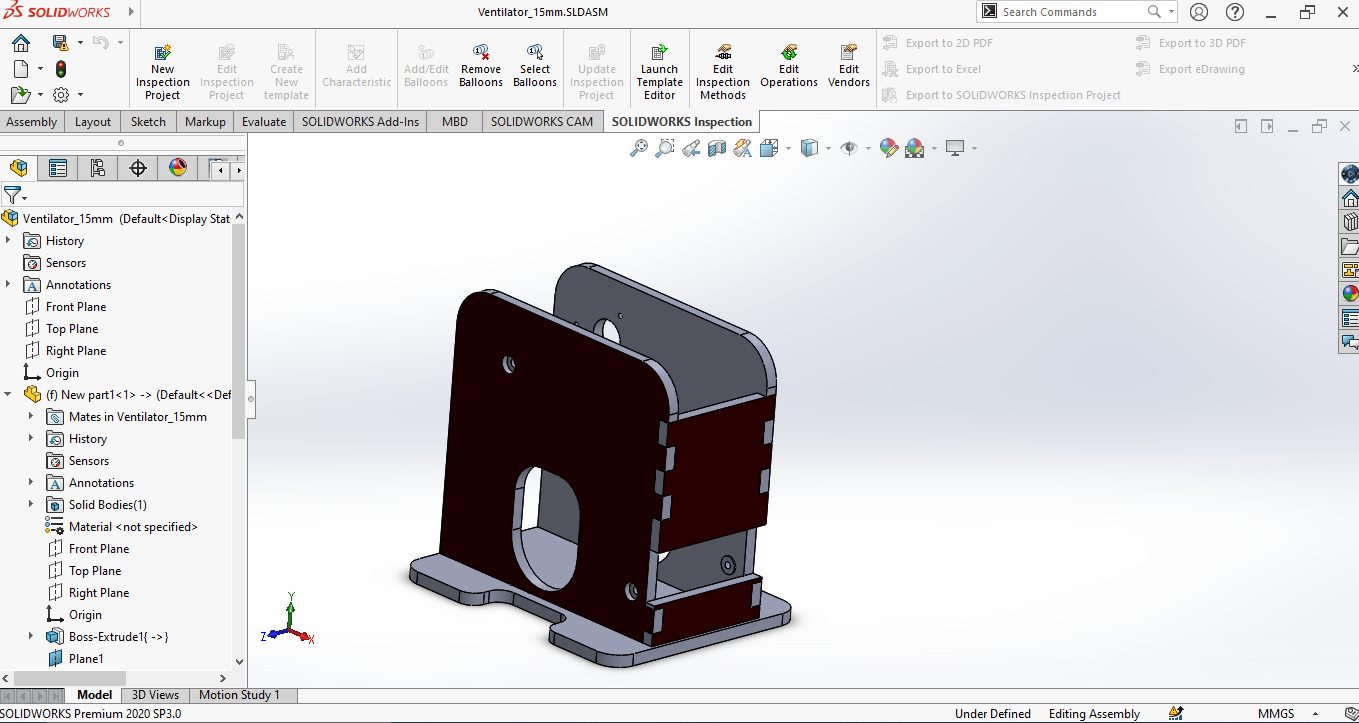 SOLIDWORKS
Ventilator_15mm.SLDASM
Search Commands
New Inspection Project
Edit Inspection Project
Create New template
Add Characteristic
Add/Edit Balloons
Remove Balloons
Select Balloons
Update Inspection Project
Launch Template Editor
Edit Inspection Methods
Edit Operations
Edit Vendors
Export to 2D PDF
Export to Excel
Export to SOLIDWORKS Inspection Project
Export to 3D PDF
Export eDrawing
Assembly
Layout
Sketch
Markup
Evaluate
SOLIDWORKS Add-Ins
MBD
SOLIDWORKS CAM
SOLIDWORKS Inspection
Ventilator_15mm (Default<Display Stat
History
Sensors
Annotations
Front Plane
Top Plane
Right Plane
Origin
(f) New part1<1> -> (Default<<Def
Mates in Ventilator_15mm
History
Sensors
Annotations
Solid Bodies(1)
Material <not specified>
Front Plane
Top Plane
Right Plane
Origin
Boss-Extrude1{ ->}
Plane1
Y
Z
X
Model
3D Views
Motion Study 1
SOLIDWORKS Premium 2020 SP3.0
Under Defined
Editing Assembly
MMGS